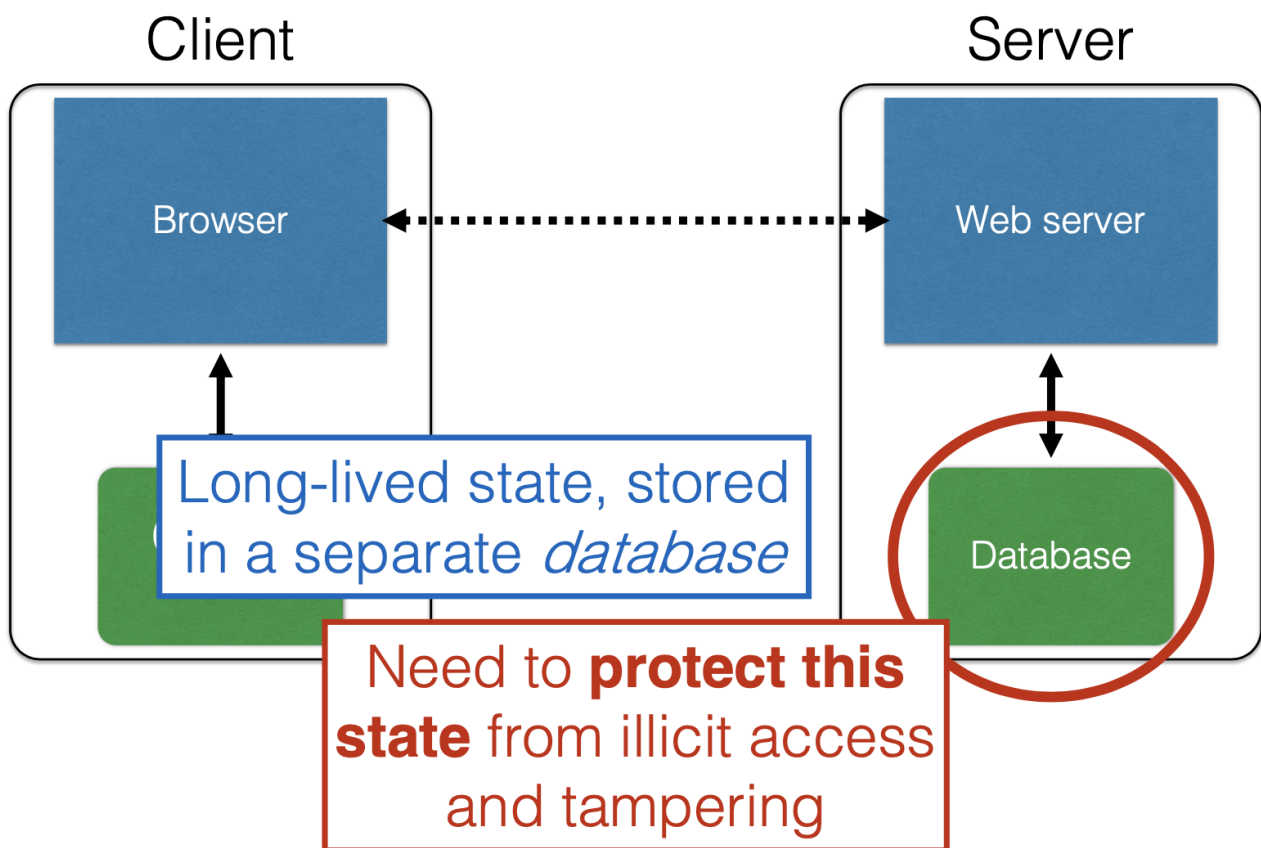 Client
Server
Browser
Web server
Long-lived state, stored
in a separate database
Database
Need to protect this
state from illicit access
and tampering